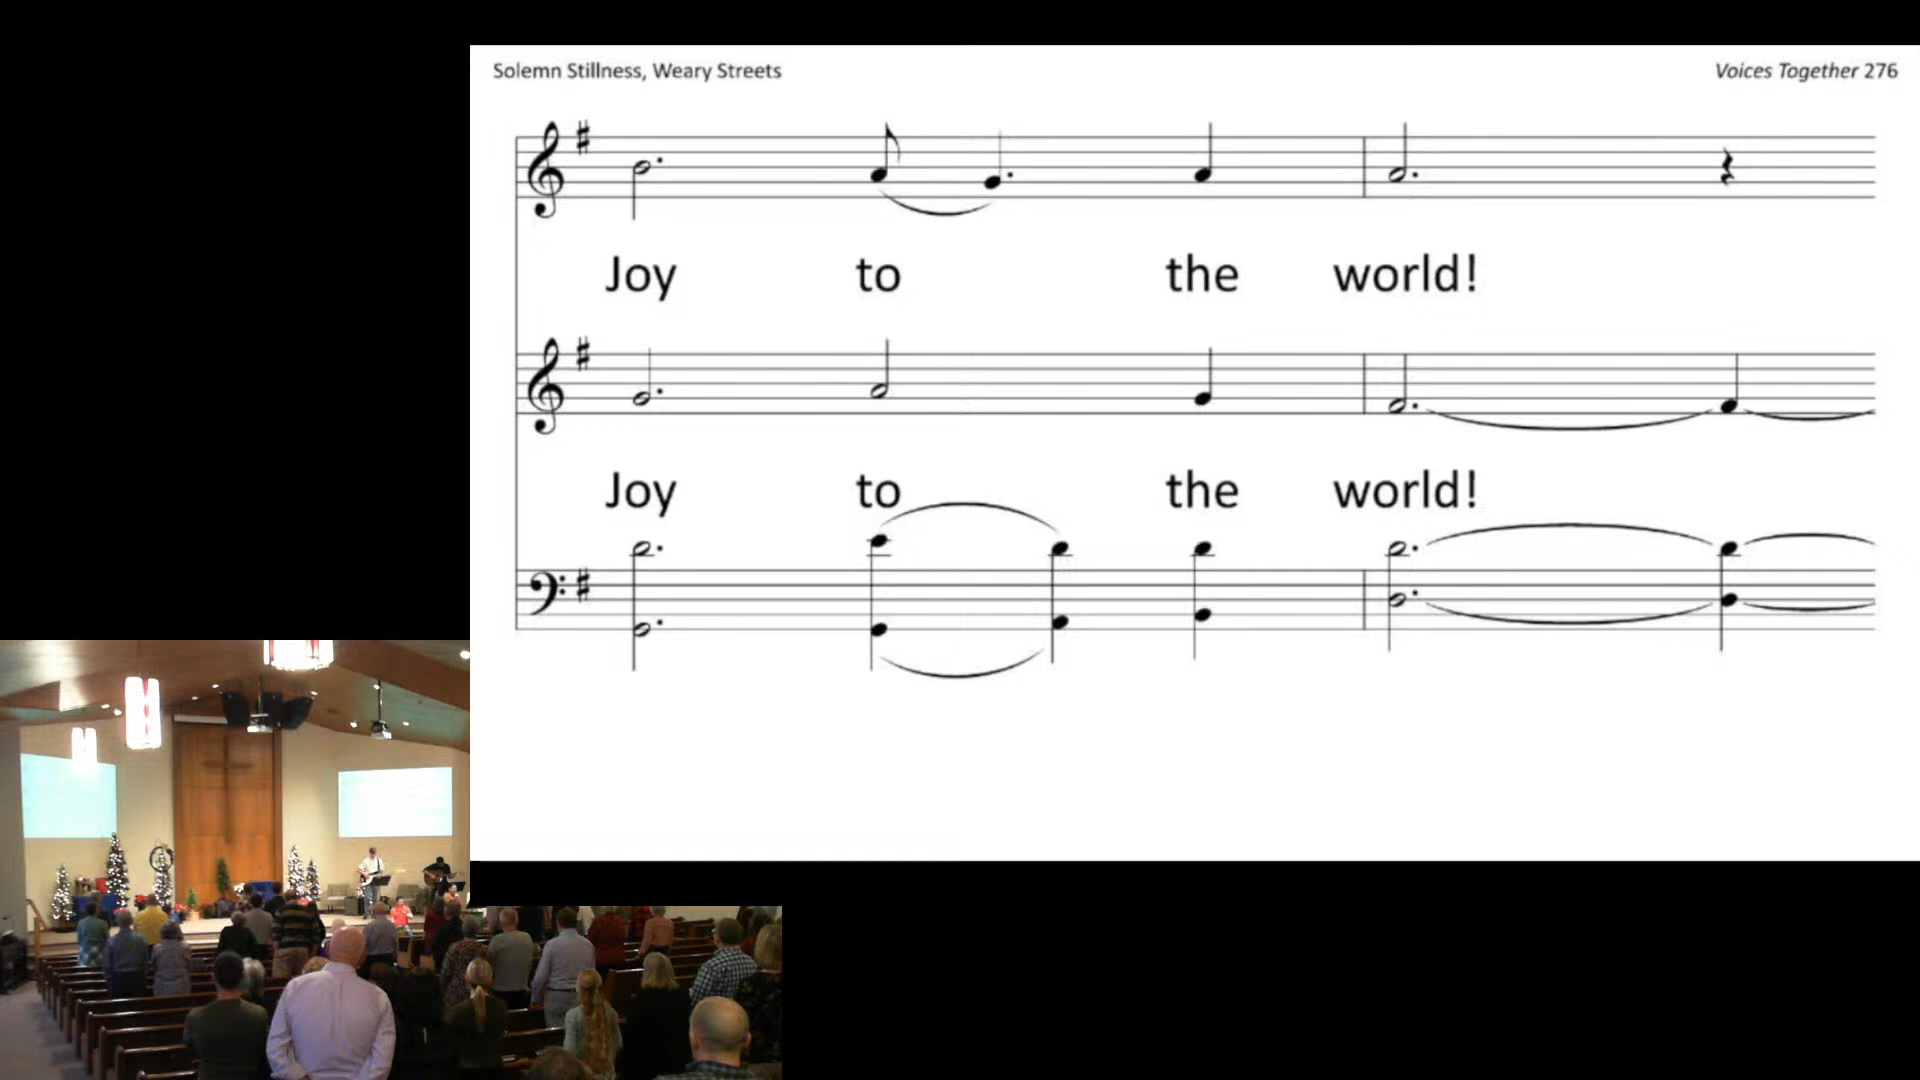 Solemn Stillness, Weary Streets
Voices Together 276
Joy to the world!
Joy to the world!